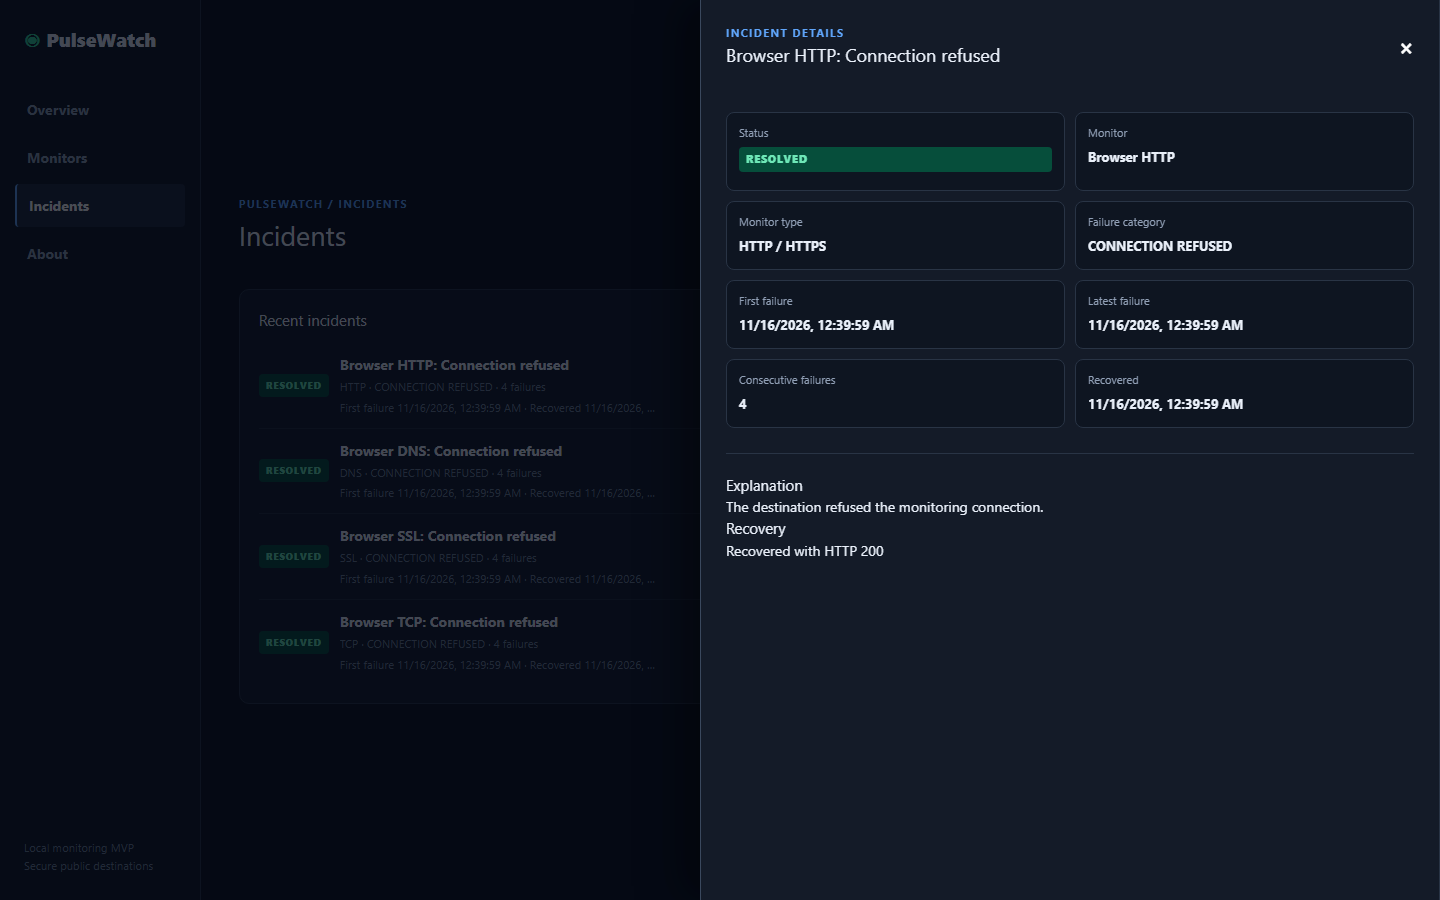 PulseWatch
Overview
Monitors
Incidents
About
Local monitoring MVP
Secure public destinations
PULSEWATCH / INCIDENTS
Incidents
Recent incidents
RESOLVED
Browser HTTP: Connection refused
HTTP · CONNECTION REFUSED · 4 failures
First failure 11/16/2026, 12:39:59 AM · Recovered 11/16/2026, ...
RESOLVED
Browser DNS: Connection refused
DNS · CONNECTION REFUSED · 4 failures
First failure 11/16/2026, 12:39:59 AM · Recovered 11/16/2026, ...
RESOLVED
Browser SSL: Connection refused
SSL · CONNECTION REFUSED · 4 failures
First failure 11/16/2026, 12:39:59 AM · Recovered 11/16/2026, ...
RESOLVED
Browser TCP: Connection refused
TCP · CONNECTION REFUSED · 4 failures
First failure 11/16/2026, 12:39:59 AM · Recovered 11/16/2026, ...
INCIDENT DETAILS
Browser HTTP: Connection refused
×
Status
RESOLVED
Monitor
Browser HTTP
Monitor type
HTTP / HTTPS
Failure category
CONNECTION REFUSED
First failure
11/16/2026, 12:39:59 AM
Latest failure
11/16/2026, 12:39:59 AM
Consecutive failures
4
Recovered
11/16/2026, 12:39:59 AM
Explanation
The destination refused the monitoring connection.
Recovery
Recovered with HTTP 200